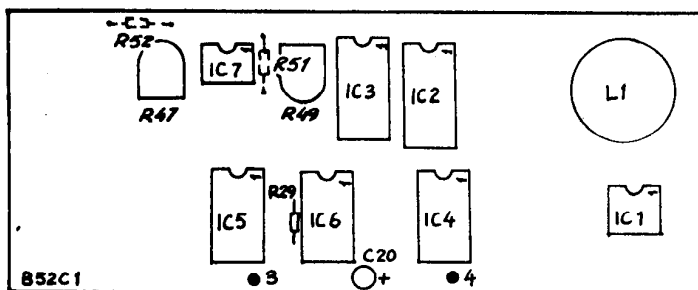 R52
IC7
R51
IC3
IC2
L1
R47
R49
R29
IC5
IC6
IC4
IC1
C20
B52C1
3
+
4